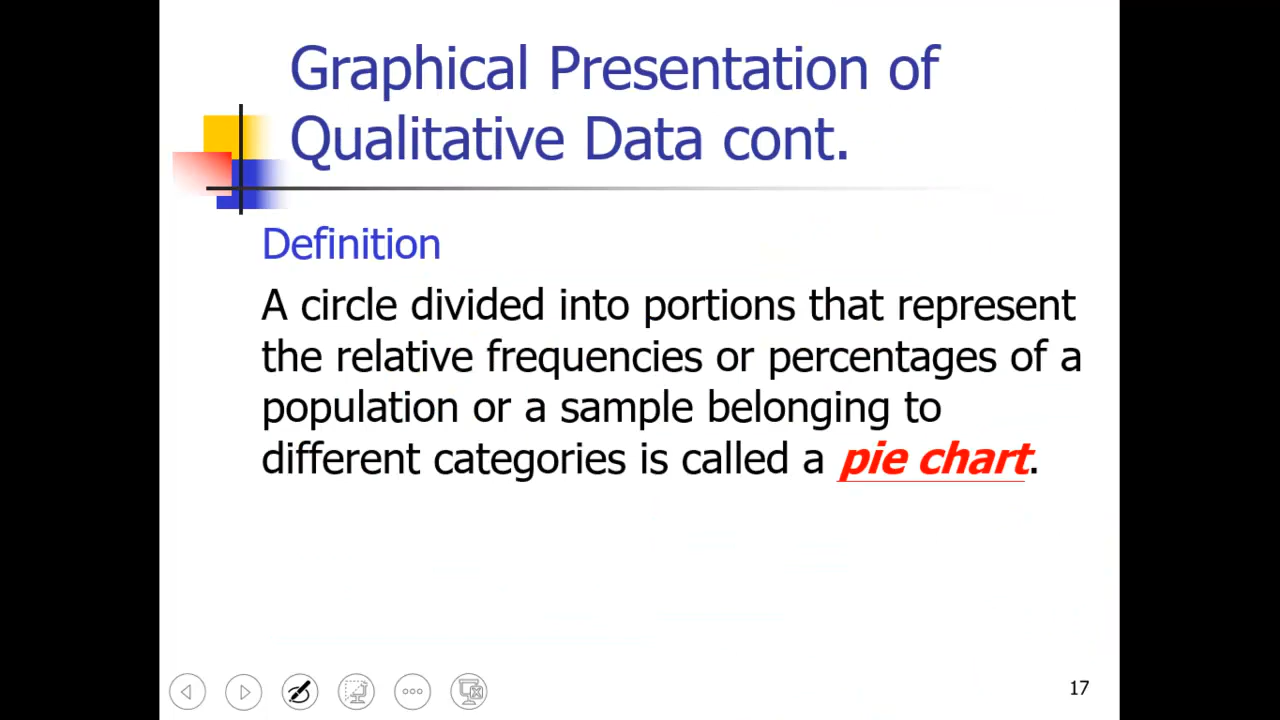 Graphical Presentation of
Qualitative Data cont.
Definition
A circle divided into portions that represent
the relative frequencies or percentages of a
population or a sample belonging to
different categories is called a pie chart.
17